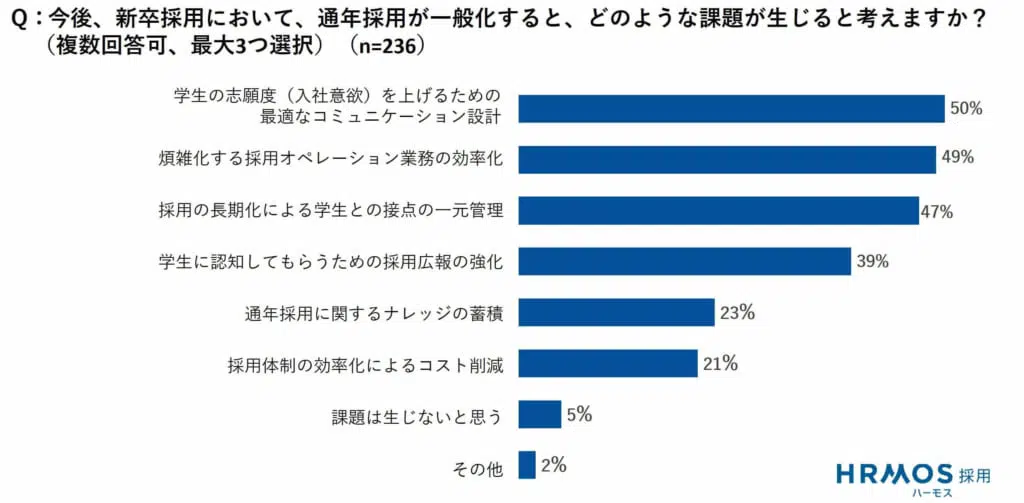 Q：今後、新卒採用において、通年採用が一般化すると、どのような課題が生じると考えますか？
（複数回答可、最大3つ選択）（n=236）
学生の志願度（入社意欲）を上げるための
最適なコミュニケーション設計
50%
煩雑化する採用オペレーション業務の効率化
49%
採用の長期化による学生との接点の一元管理
47%
学生に認知してもらうための採用広報の強化
39%
通年採用に関するナレッジの蓄積
23%
採用体制の効率化によるコスト削減
21%
課題は生じないと思う
5%
その他
2%
HRMOS 採用
ハーモス